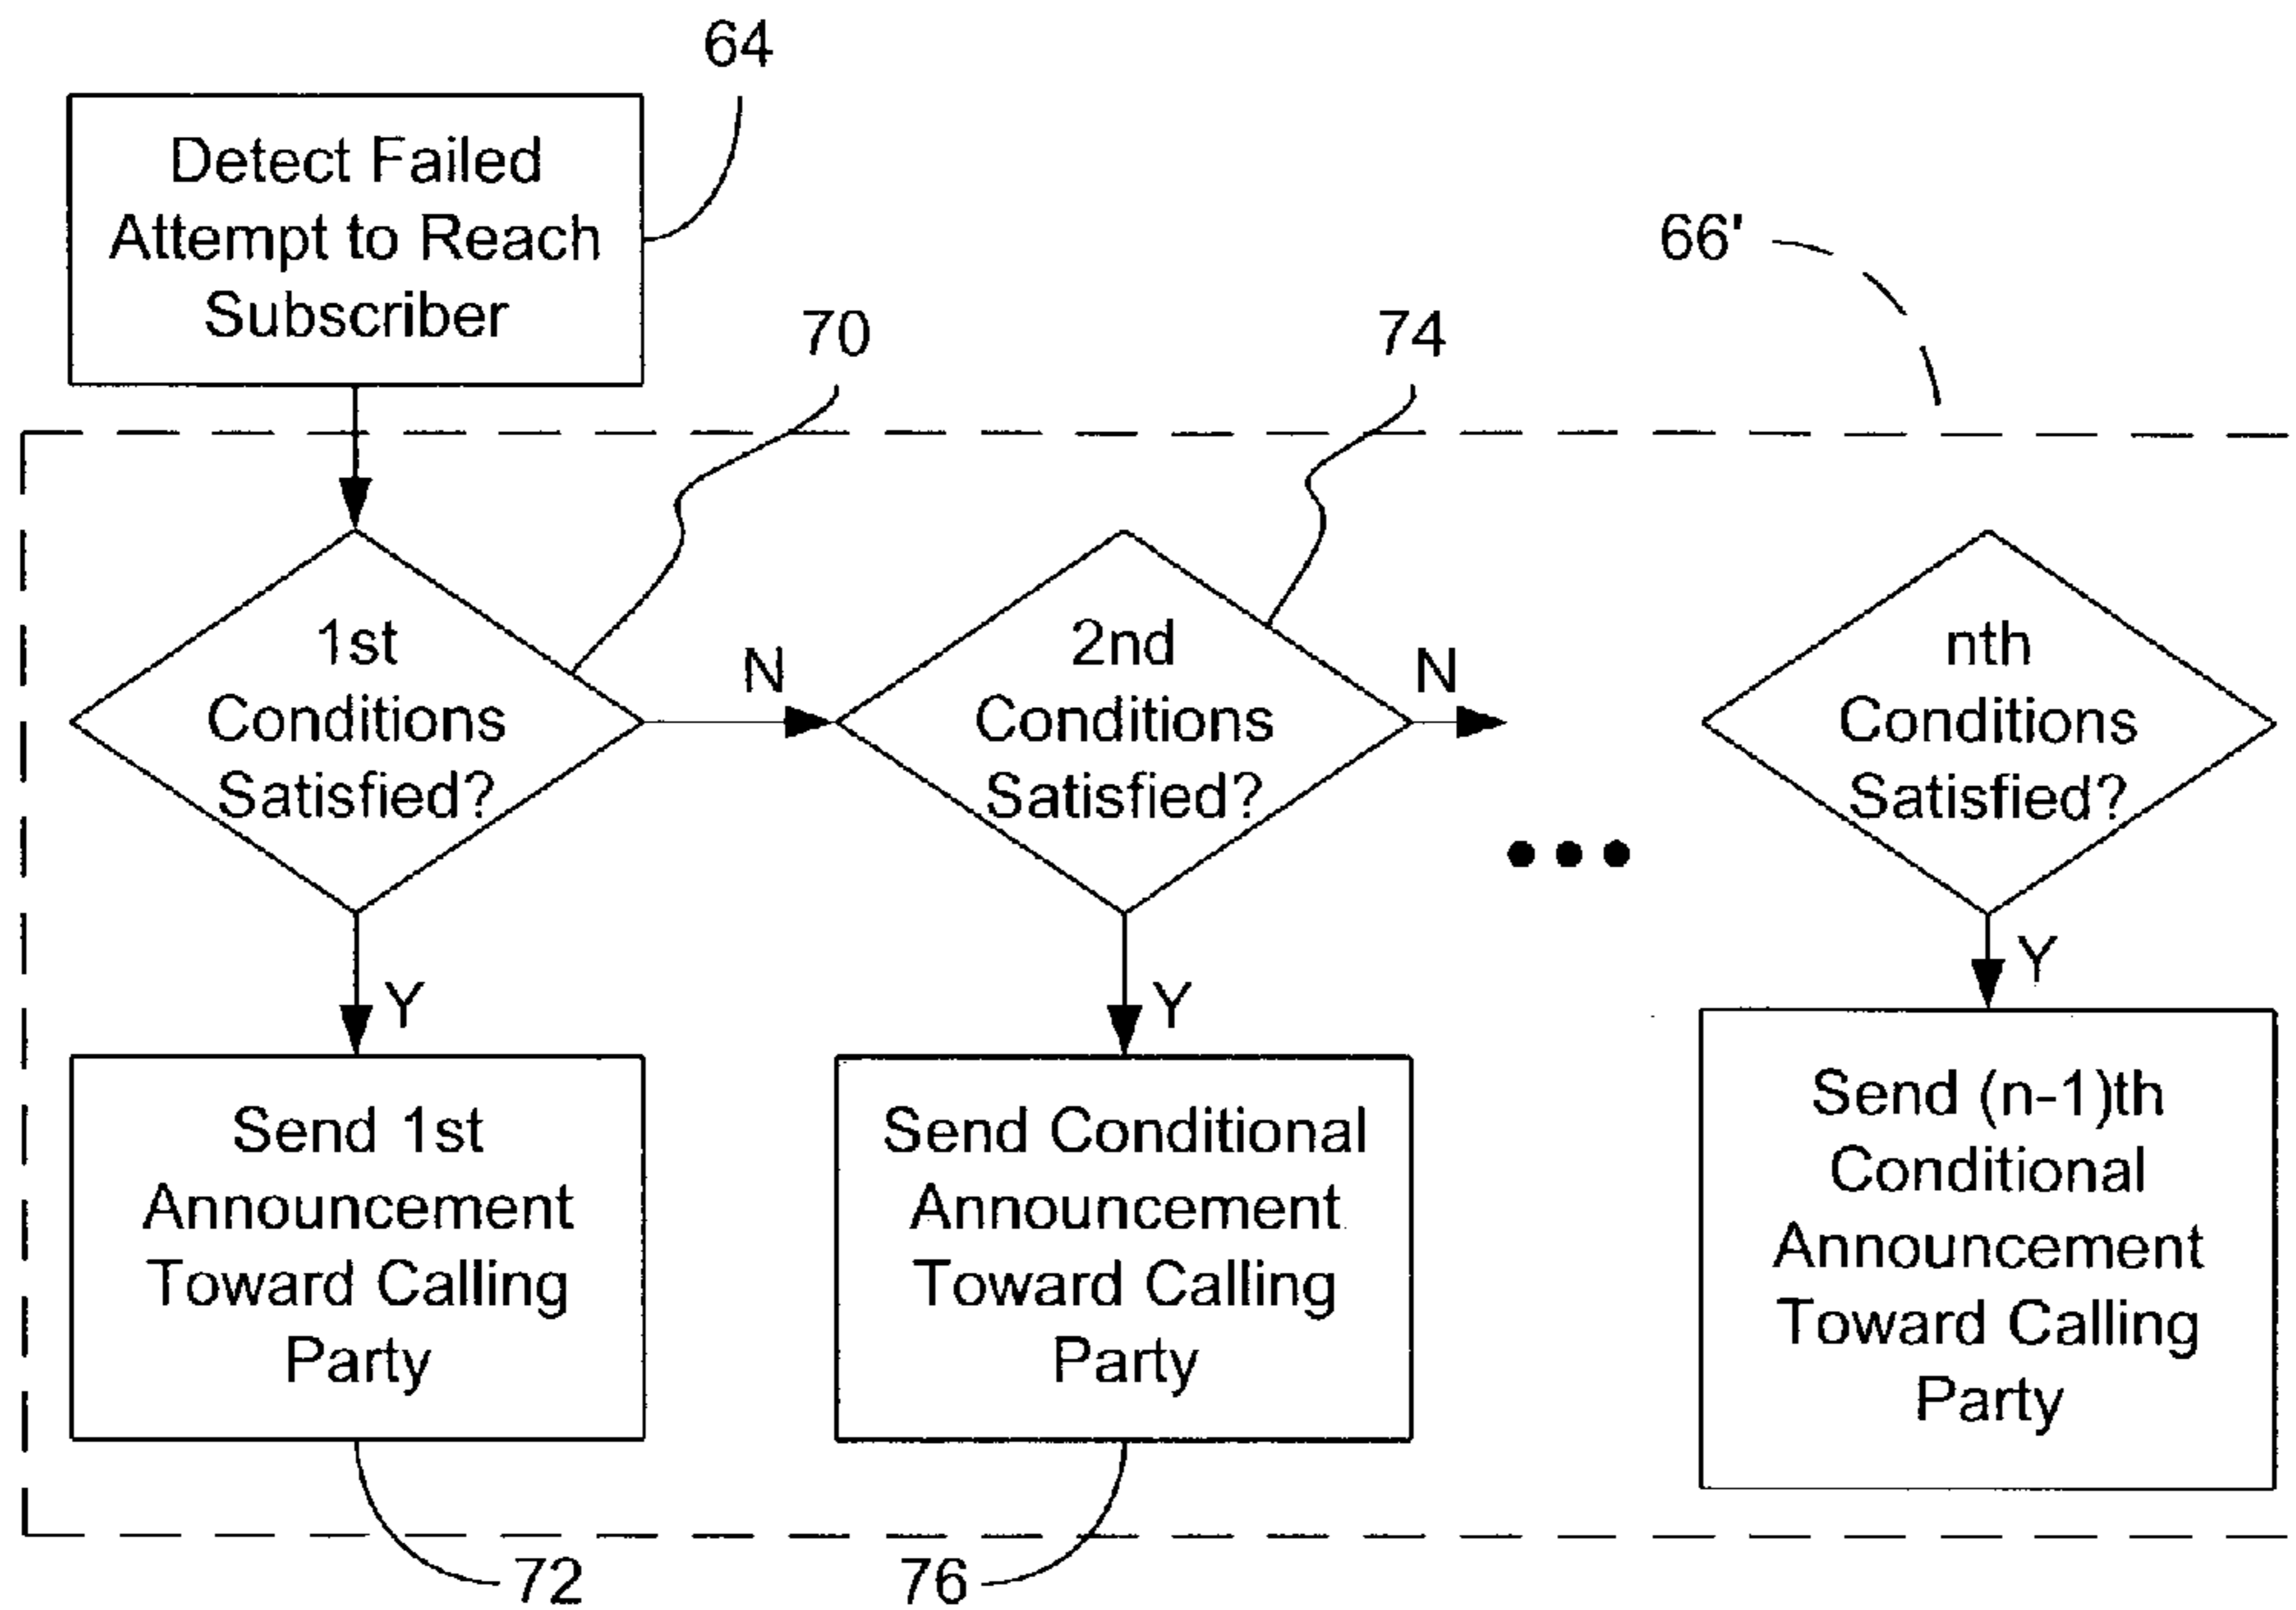 64
Detect Failed
Attempt to Reach
Subscriber
66'
70
74
1st
Conditions
Satisfied?
N
2nd
Conditions
Satisfied?
N
nth
Conditions
Satisfied?
Y
Y
Y
Send 1st
Announcement
Toward Calling
Party
Send Conditional
Announcement
Toward Calling
Party
Send (n-1)th
Conditional
Announcement
Toward Calling
Party
72
76